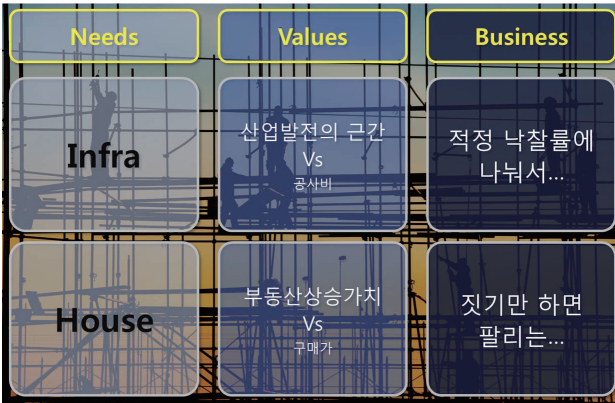 Needs
Values
Business
Infra
산업발전의 근간
Vs
공사비
적정 낙찰률에
나눠서...
House
부동산상승가치
Vs
구매가
짓기만 하면
팔리는...